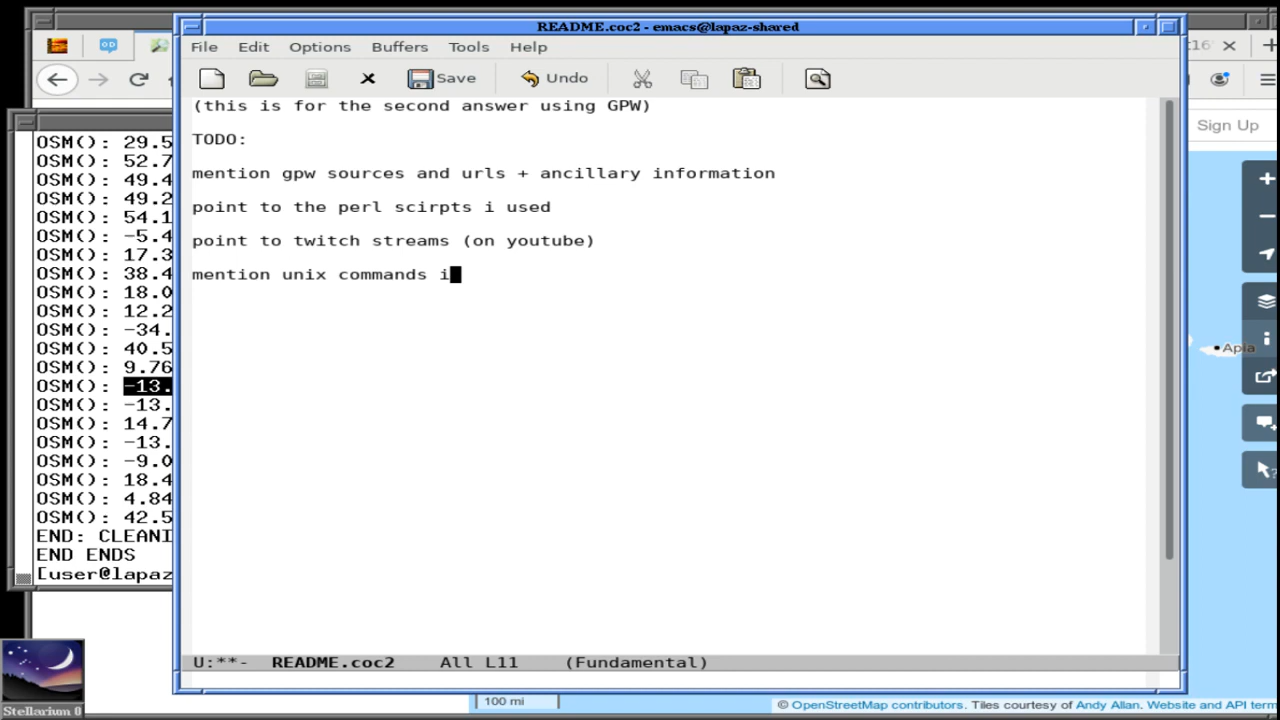 README.coc2 - emacs@lapaz-shared
File Edit Options Buffers Tools Help
Save Undo
(this is for the second answer using GPW)
TODO:
mention gpw sources and urls + ancillary information
point to the perl scirpts i used
point to twitch streams (on youtube)
mention unix commands i
U:**- README.coc2 All L11 (Fundamental)
OSM(): 29.5
OSM(): 52.7
OSM(): 49.4
OSM(): 49.2
OSM(): 54.1
OSM(): -5.4
OSM(): 17.3
OSM(): 38.4
OSM(): 18.0
OSM(): 12.2
OSM(): -34.
OSM(): 40.5
OSM(): 9.76
OSM(): -13.
OSM(): -13.
OSM(): 14.7
OSM(): -13.
OSM(): -9.0
OSM(): 18.4
OSM(): 4.84
OSM(): 42.5
END: CLEANI
END ENDS
[user@lapaz
Sign Up
Apia
100 mi
© OpenStreetMap contributors. Tiles courtesy of Andy Allan. Website and API term
Stellarium 0